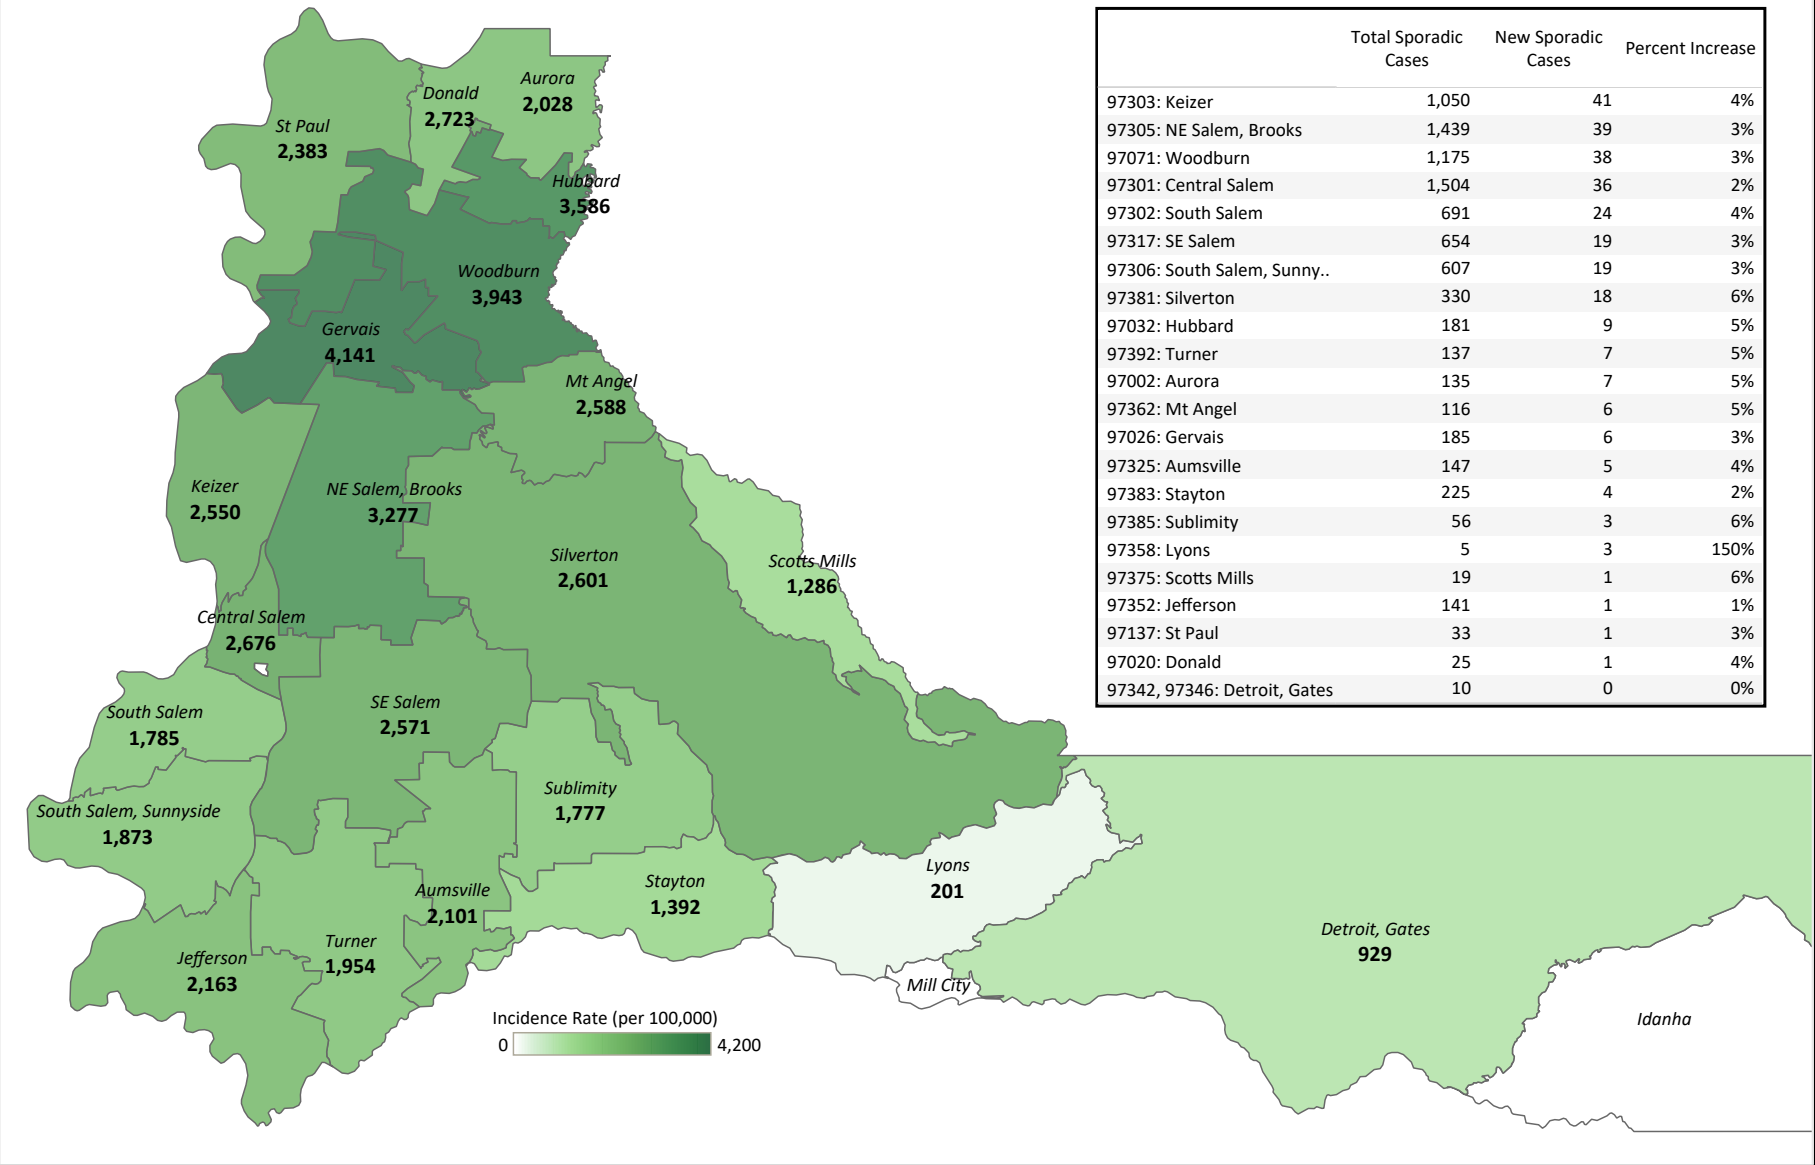 Total Sporadic Cases New Sporadic Cases Percent Increase
97303: Keizer 1,050 41 4%
97305: NE Salem, Brooks 1,439 39 3%
97071: Woodburn 1,175 38 3%
97301: Central Salem 1,504 36 2%
97302: South Salem 691 24 4%
97317: SE Salem 654 19 3%
97306: South Salem, Sunny.. 607 19 3%
97381: Silverton 330 18 6%
97032: Hubbard 181 9 5%
97392: Turner 137 7 5%
97002: Aurora 135 7 5%
97362: Mt Angel 116 6 5%
97026: Gervais 185 6 3%
97325: Aumsville 147 5 4%
97383: Stayton 225 4 2%
97385: Sublimity 56 3 6%
97358: Lyons 5 3 150%
97375: Scotts Mills 19 1 6%
97352: Jefferson 141 1 1%
97137: St Paul 33 1 3%
97020: Donald 25 1 4%
97342, 97346: Detroit, Gates 10 0 0%
Aurora
2,028
Donald
2,723
St Paul
2,383
Hubbard
3,586
Woodburn
3,943
Gervais
4,141
Mt Angel
2,588
Keizer
2,550
NE Salem, Brooks
3,277
Silverton
2,601
Scotts Mills
1,286
Central Salem
2,676
SE Salem
2,571
South Salem
1,785
Sublimity
1,777
South Salem, Sunnyside
1,873
Lyons
201
Stayton
1,392
Aumsville
2,101
Detroit, Gates
929
Turner
1,954
Jefferson
2,163
Mill City
Idanha
Incidence Rate (per 100,000)
0 4,200